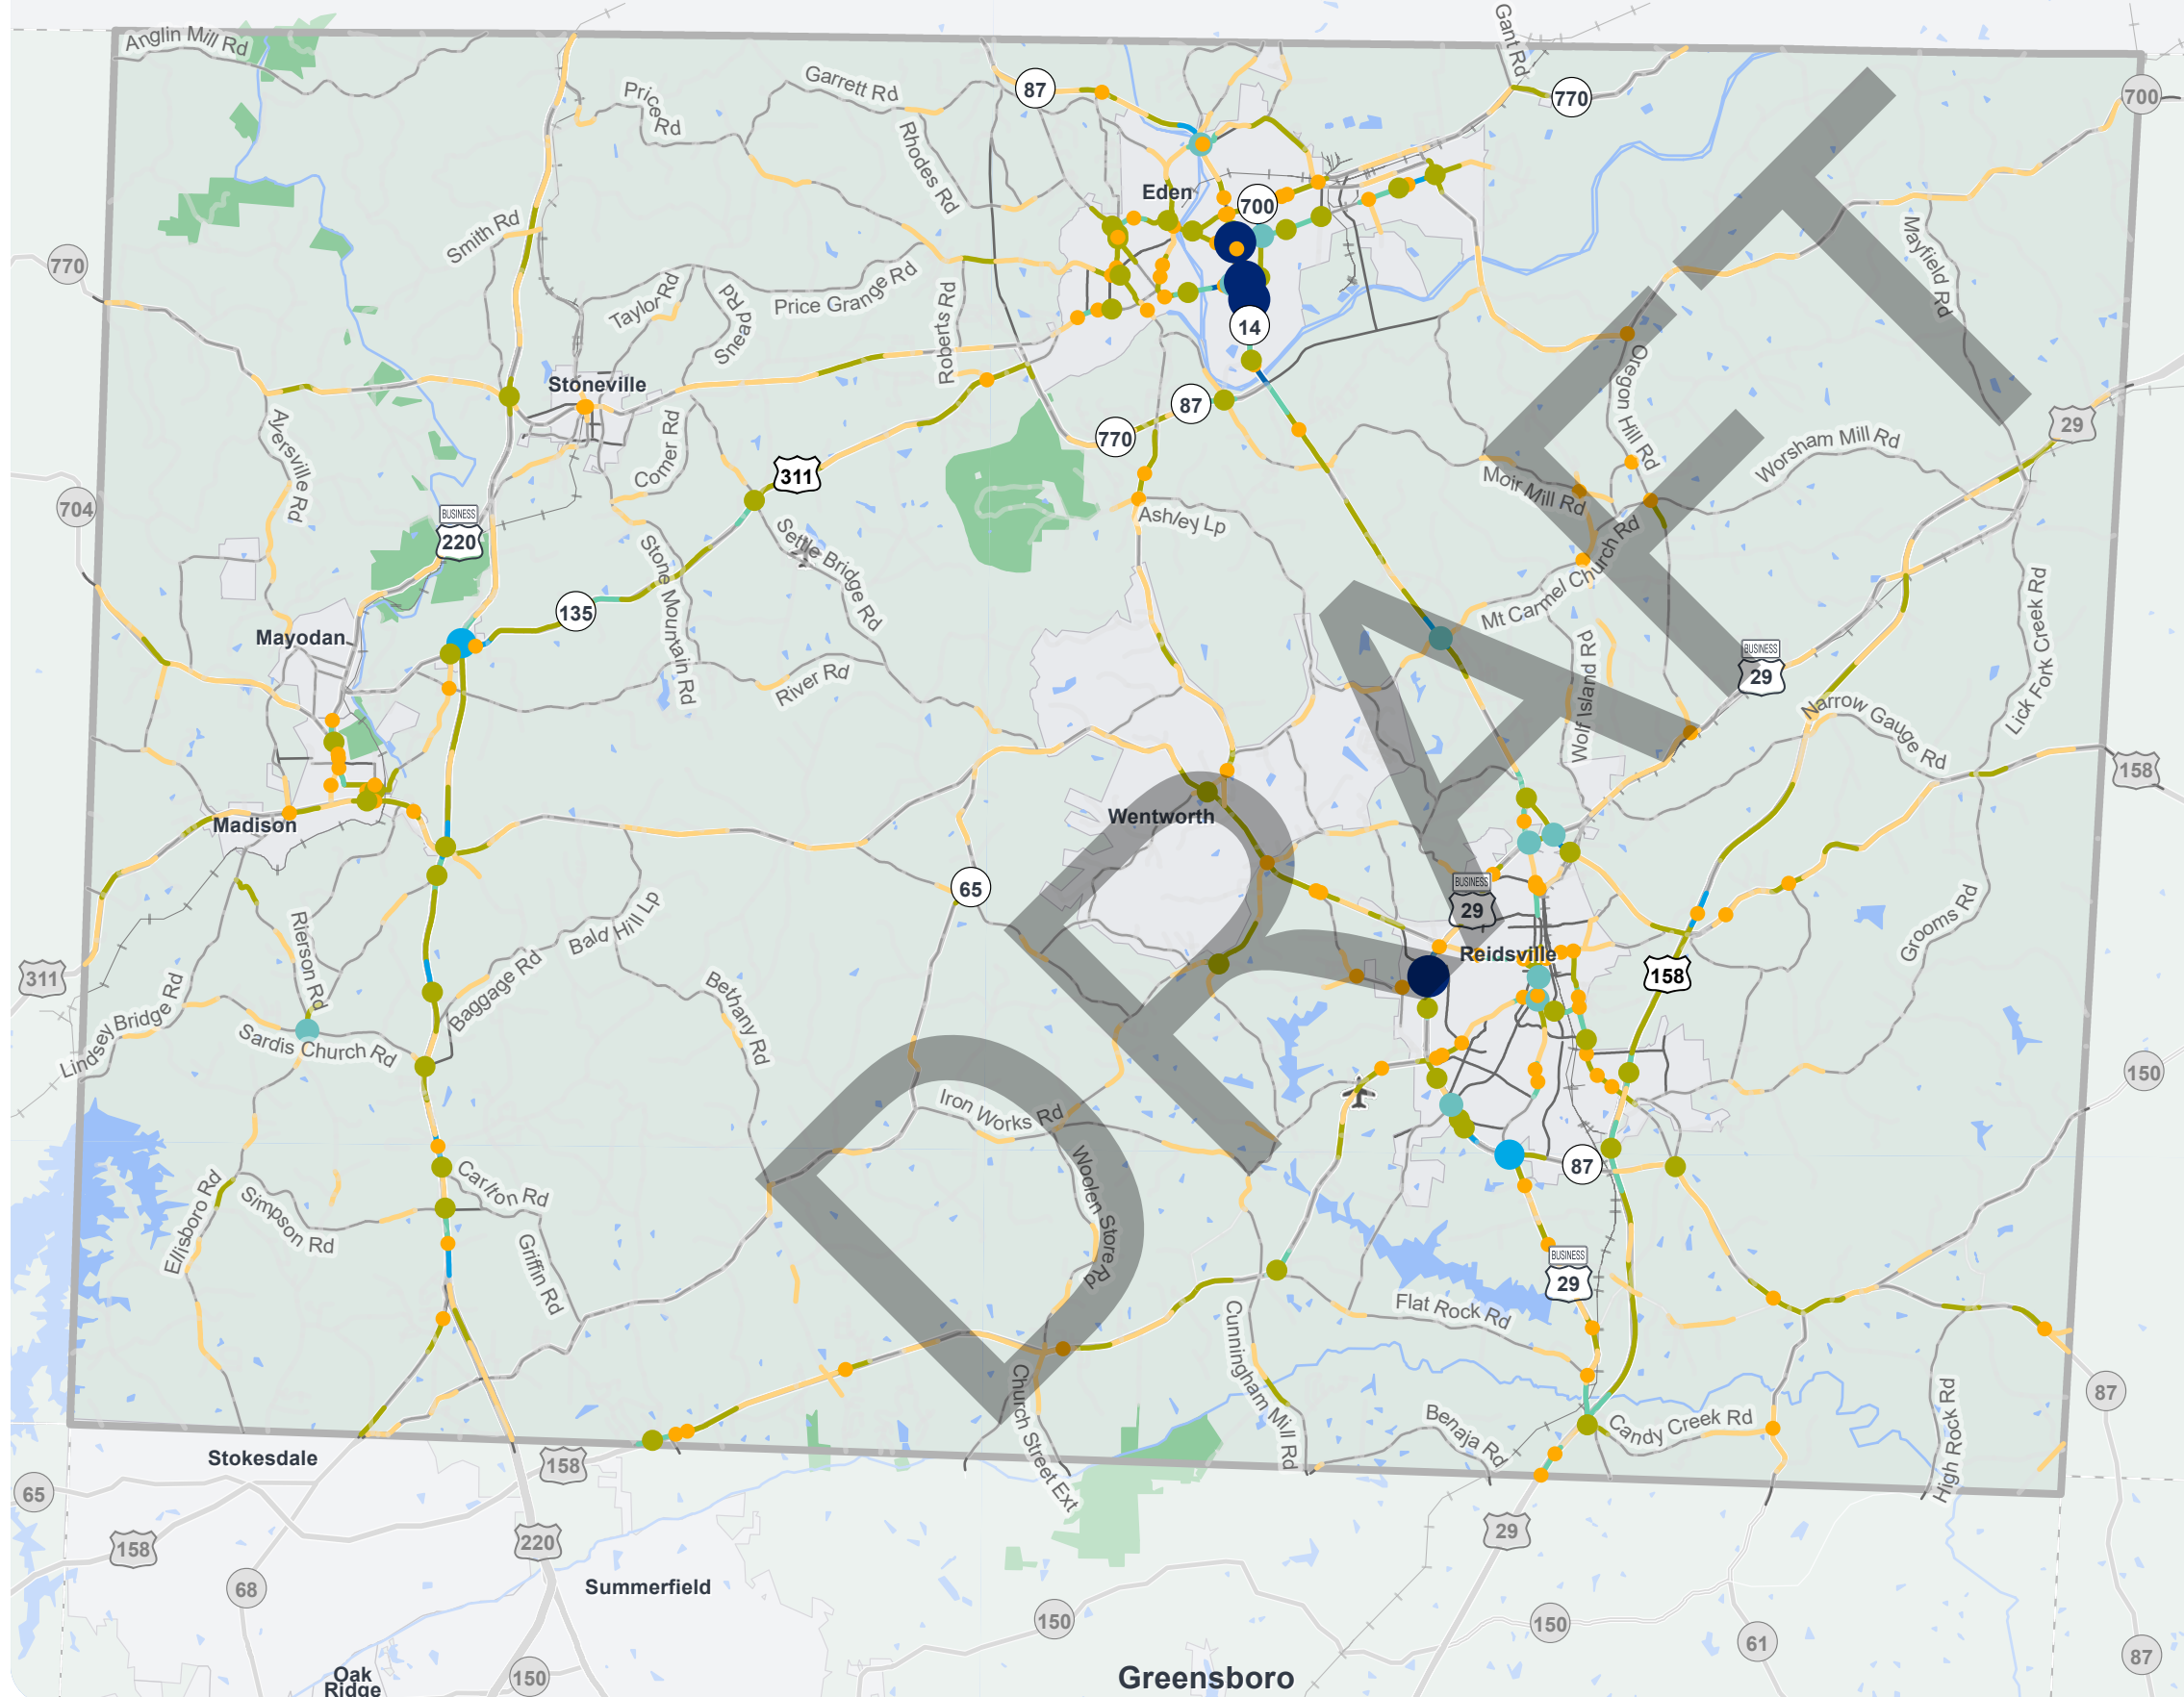 Anglin Mill Rd
Gant Rd
87
770
700
Garrett Rd
Price Rd
Rhodes Rd
Eden
700
Smith Rd
770
Mayfield Rd
Taylor Rd
Snead Rd
Price Grange Rd
Roberts Rd
14
Oregon Hill Rd
Stoneville
87
770
29
Ayersville Rd
Comer Rd
311
Worsham Mill Rd
Moir Mill Rd
704
BUSINESS
220
Ashley Lp
Settle Bridge Rd
Stone Mountain Rd
135
Mt Carmel Church Rd
Lick Fork Creek Rd
Mayodan
River Rd
Wolf Island Rd
BUSINESS
29
Narrow Gauge Rd
158
Madison
Wentworth
65
BUSINESS
29
Reidsville
Grooms Rd
Bald Hill Lp
Baggage Rd
Rierson Rd
311
158
Lindsey Bridge Rd
Sardis Church Rd
Bethany Rd
150
Iron Works Rd
Woolen Store Rd
87
Ellisboro Rd
Simpson Rd
Carlton Rd
Griffin Rd
BUSINESS
29
Flat Rock Rd
Cunningham Mill Rd
Church Street Ext
87
Benaja Rd
Candy Creek Rd
High Rock Rd
Stokesdale
158
65
158
220
29
68
Summerfield
150
150
61
87
Oak
Ridge
150
Greensboro
DRAFT